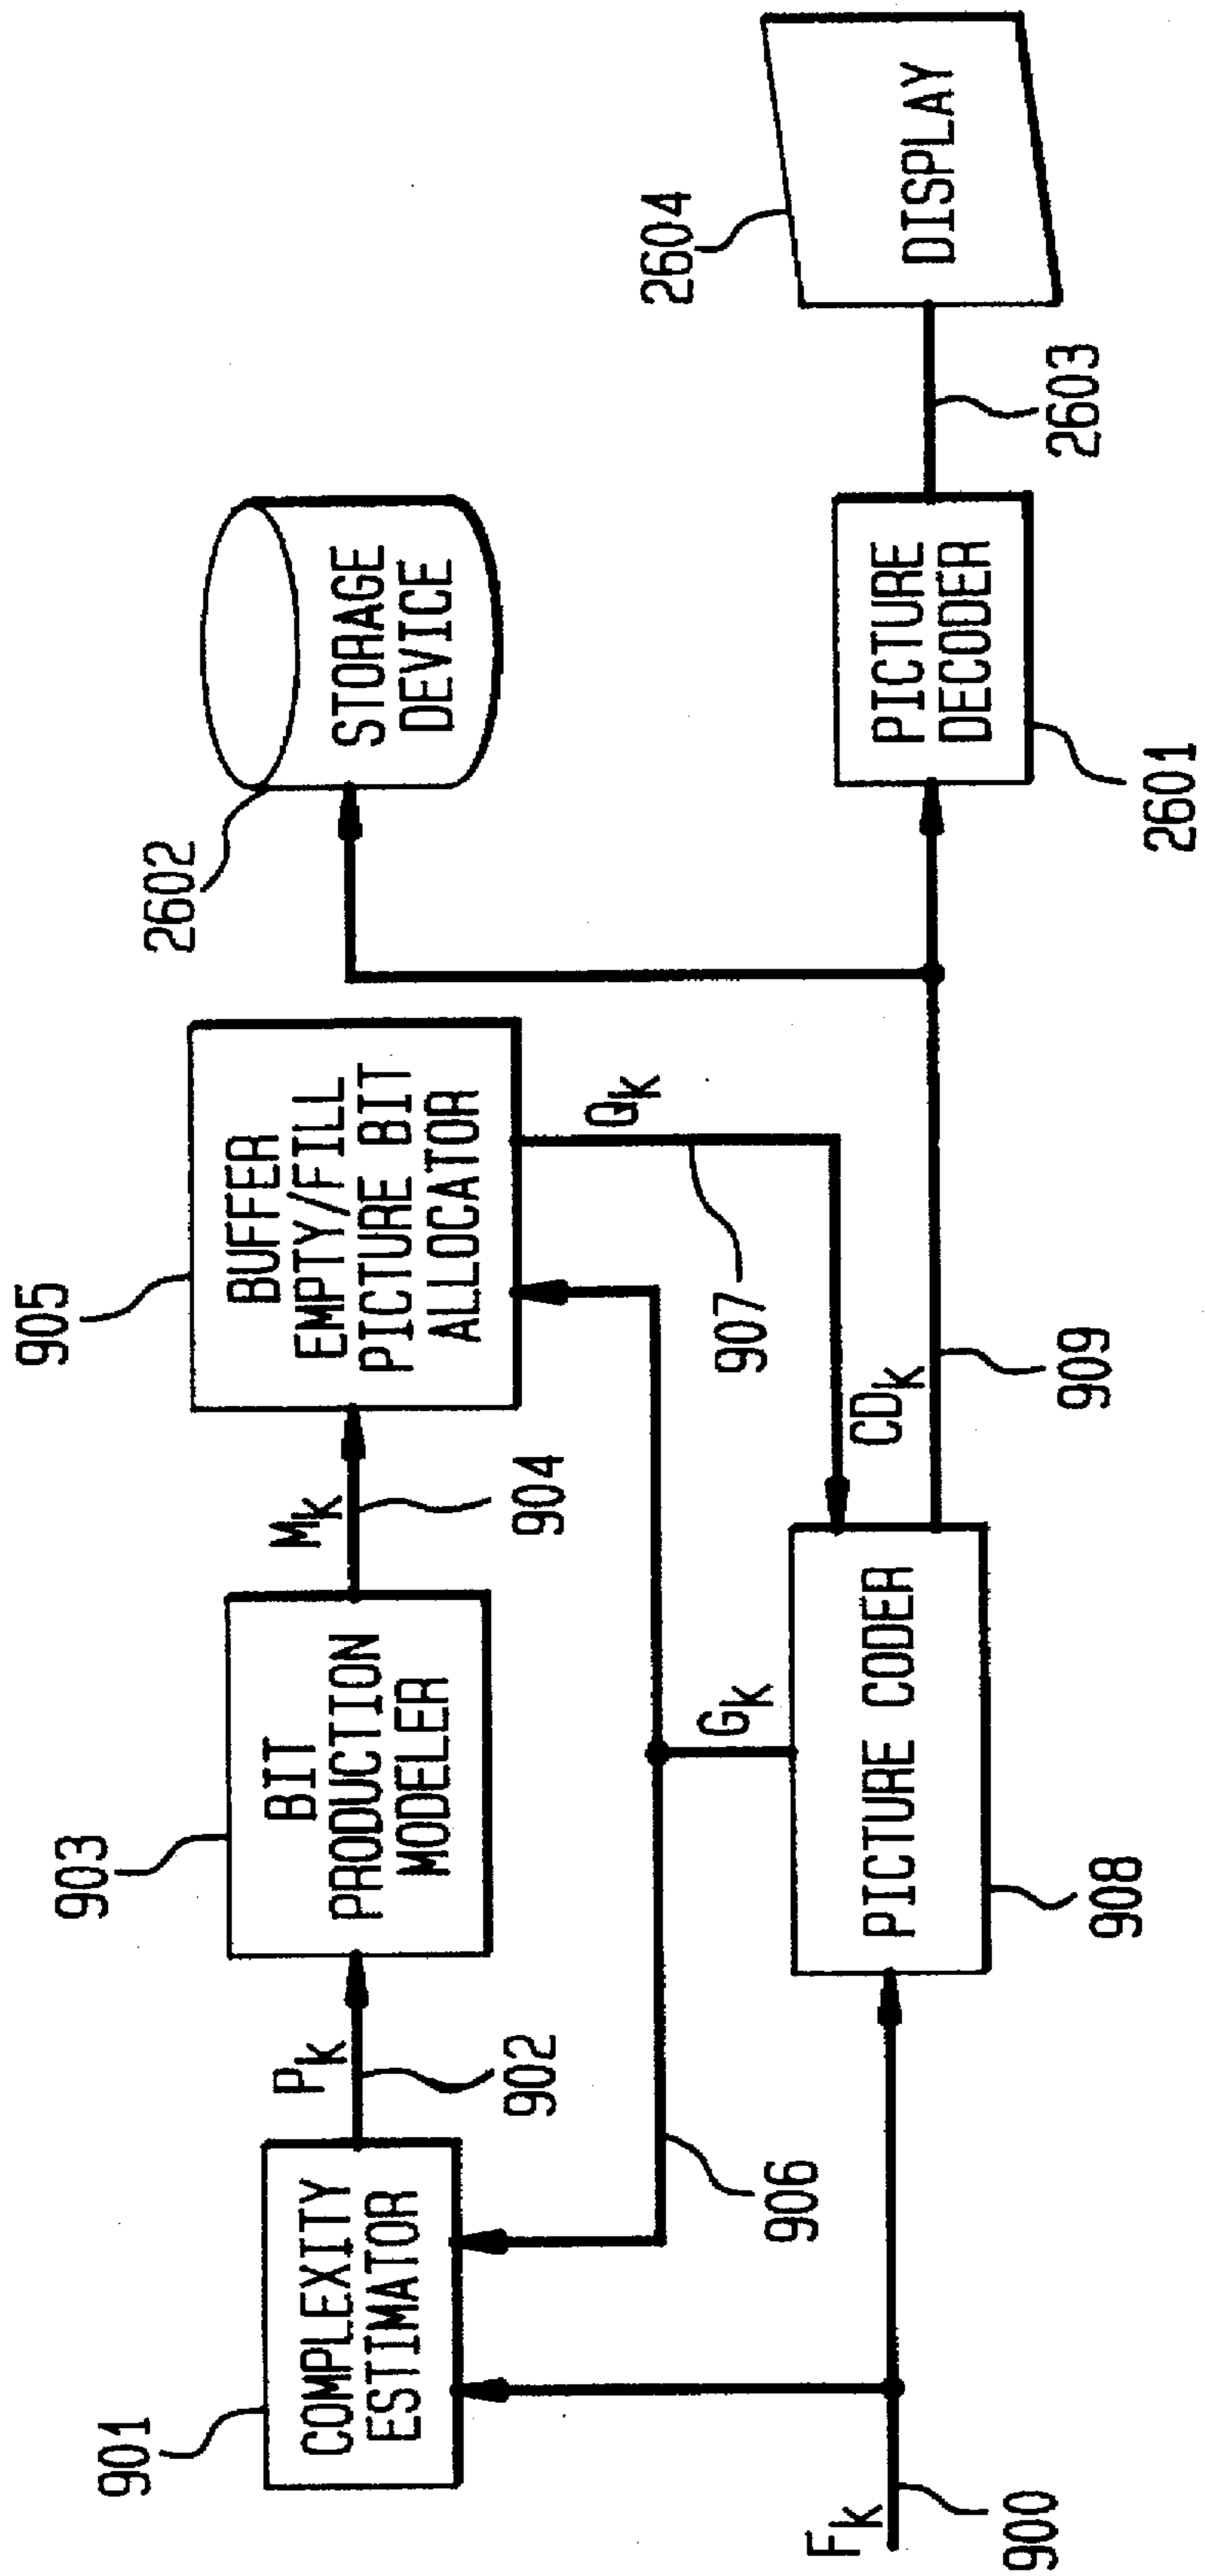 901
COMPLEXITY
ESTIMATOR
P_k
902
903
BIT
PRODUCTION
MODELER
M_k
904
905
BUFFER
EMPTY/FILL
PICTURE BIT
ALLOCATOR
2602
STORAGE
DEVICE
906
G_k
Q_k
907
F_k
900
PICTURE CODER
908
CD_k
909
PICTURE
DECODER
2601
2603
2604
DISPLAY